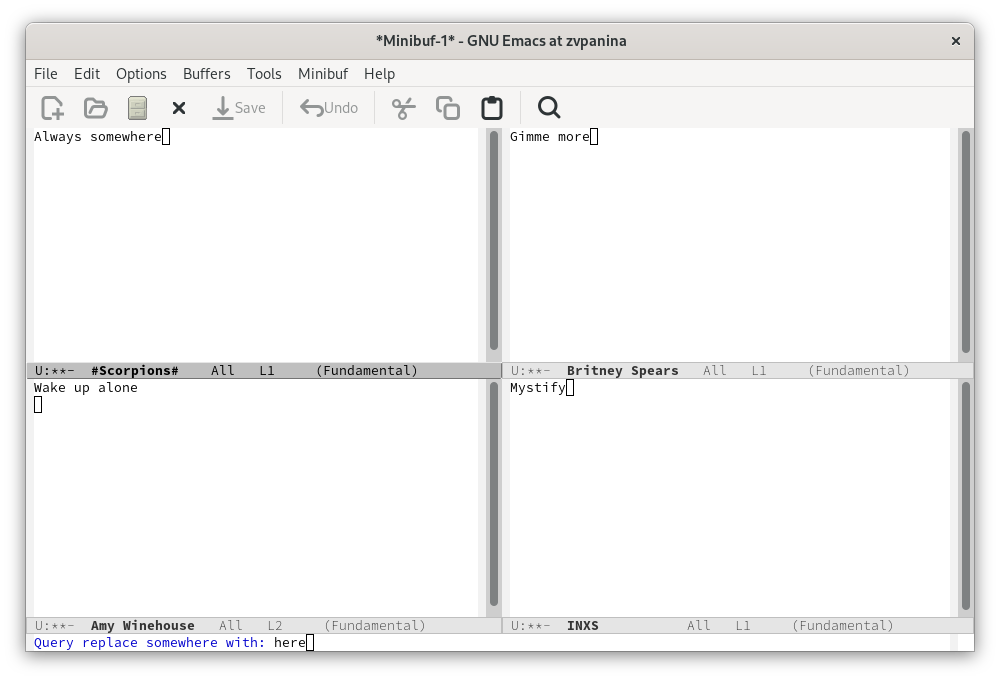 *Minibuf-1* - GNU Emacs at zvpanina
File Edit Options Buffers Tools Minibuf Help
Save Undo
Always somewhere
U:**- #Scorpions# All L1 (Fundamental)
Gimme more
U:**- Britney Spears All L1 (Fundamental)
Wake up alone
U:**- Amy Winehouse All L2 (Fundamental)
Mystify
U:**- INXS All L1 (Fundamental)
Query replace somewhere with: here